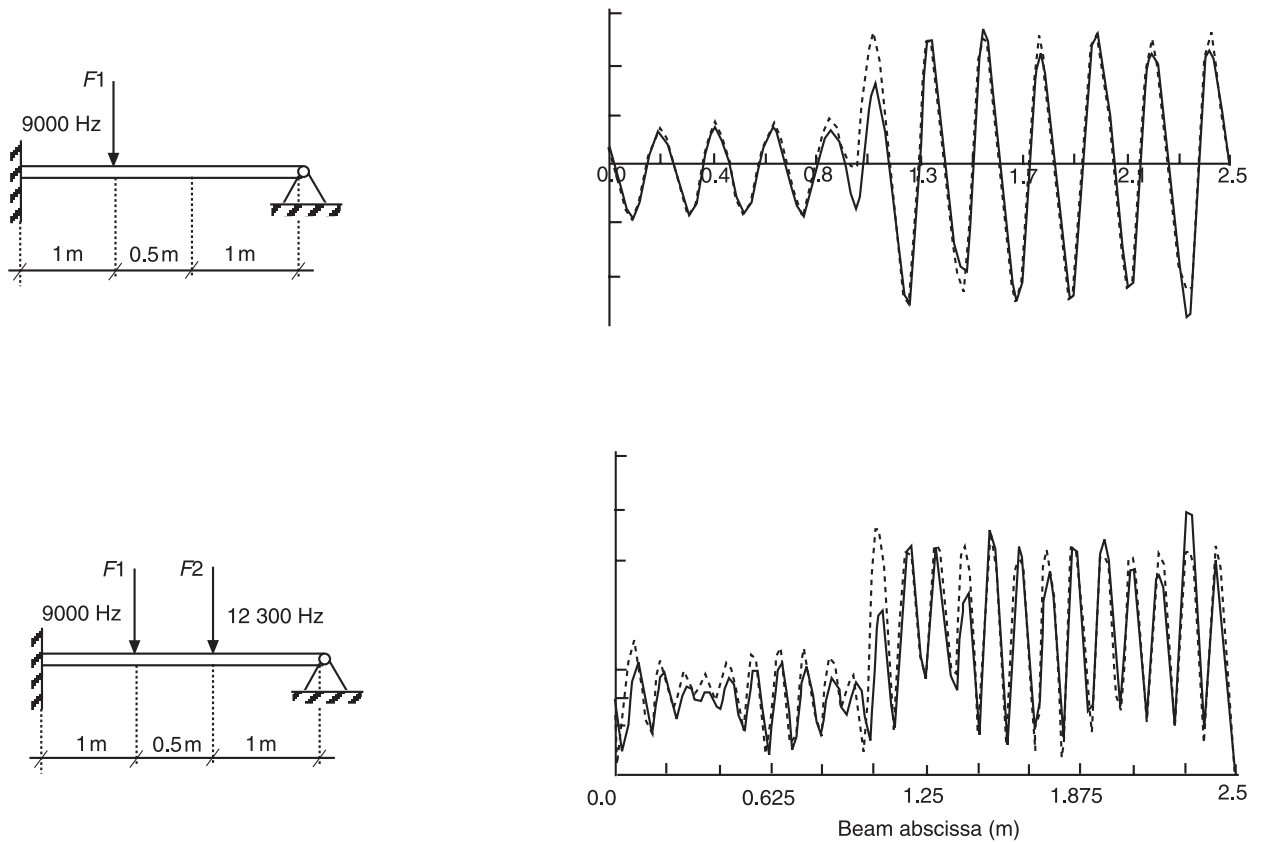 F1
9000 Hz
1 m 0.5 m 1 m
0.0 0.4 0.8 1.3 1.7 2.1 2.5
F1 F2
9000 Hz 12 300 Hz
1 m 0.5 m 1 m
0.0 0.625 1.25 1.875 2.5
Beam abscissa (m)